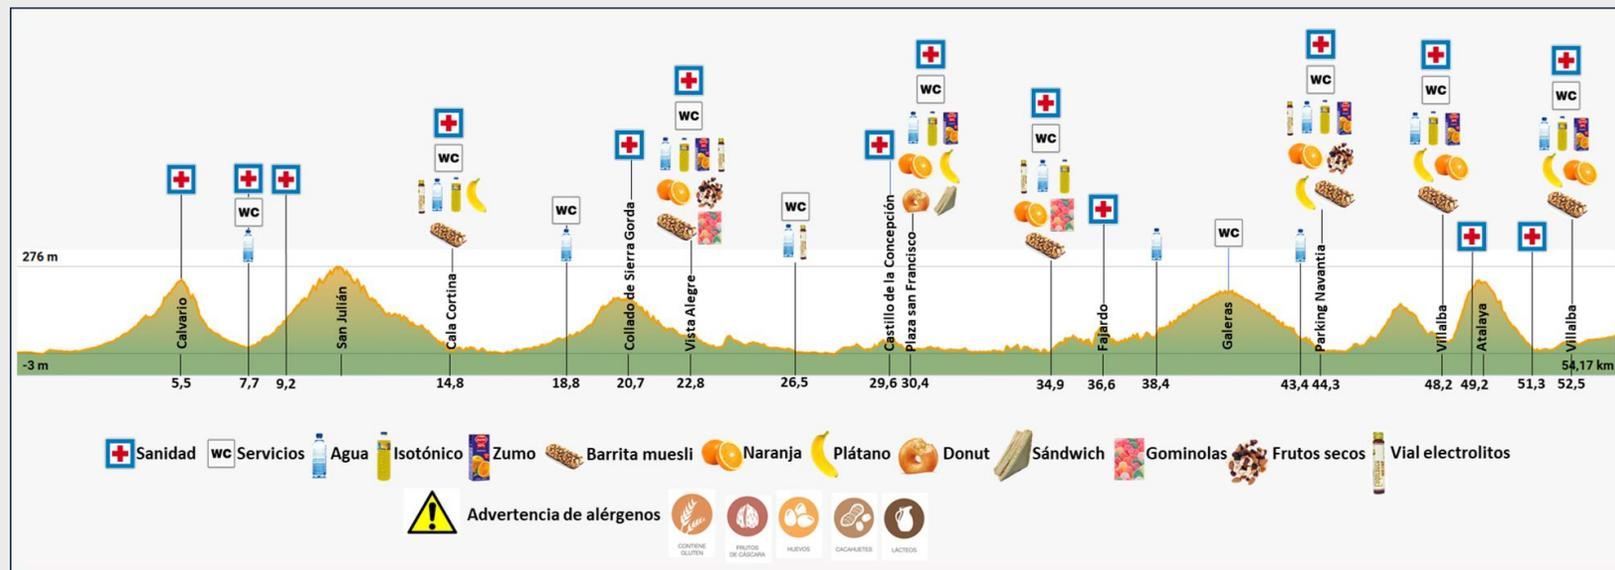 WC
WC
WC
WC
WC
WC
WC
WC
WC
WC
WC
WC
276 m
Calvario
San Julián
Cala Cortina
Collado de Sierra Gorda
Vista Alegre
Castillo de la Concepción
Plaza san Francisco
Fajardo
Galeras
Parking Navantia
Villalba
Atalaya
Villalba
-3 m
54,17 km
5,5 7,7 9,2 14,8 18,8 20,7 22,8 26,5 29,6 30,4 34,9 36,6 38,4 43,4 44,3 48,2 49,2 51,3 52,5
Sanidad WC Servicios Agua Isotónico Zumo Barrita muesli Naranja Plátano Donut Sándwich Gominolas Frutos secos Vial electrolitos
Advertencia de alérgenos
CONTIENE GLUTEN
FRUTOS DE CÁSCARA
HUEVOS
CACAHUETES
LÁCTEOS